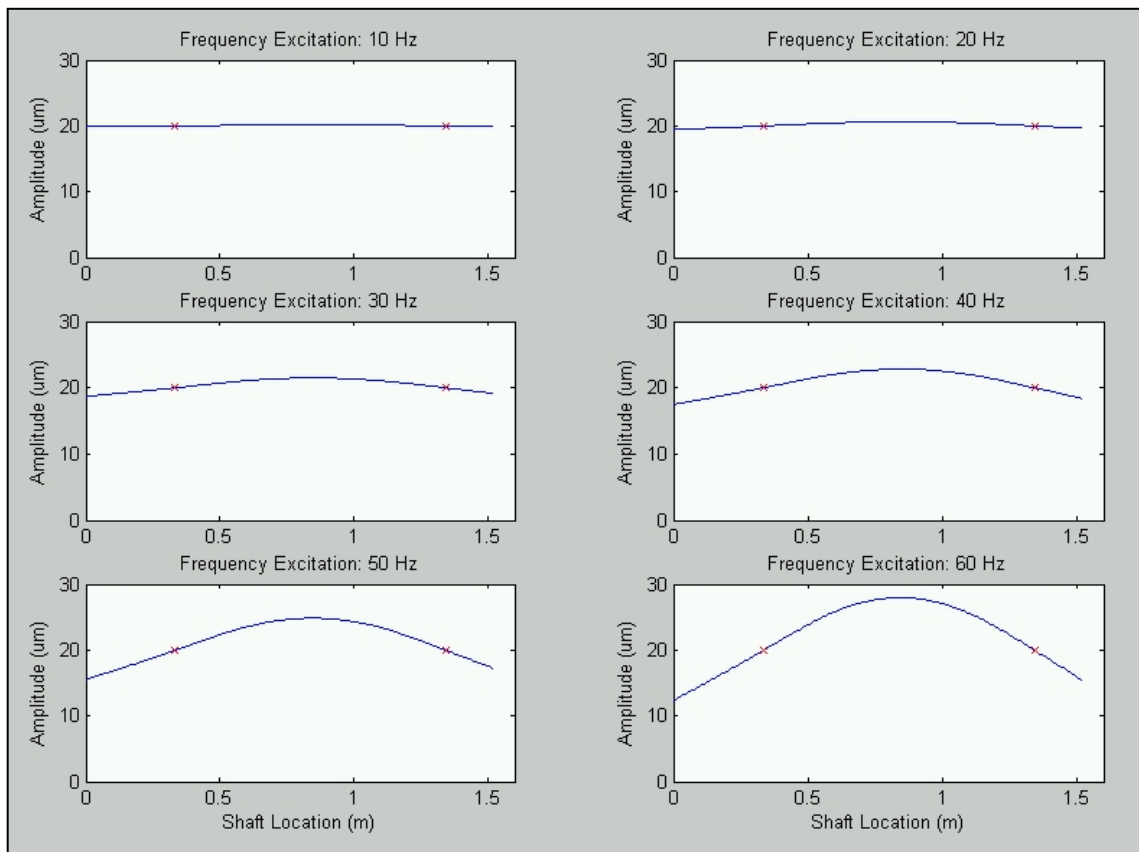 Frequency Excitation: 10 Hz
30
20
10
0
Amplitude (um)
0 0.5 1 1.5
Frequency Excitation: 20 Hz
30
20
10
0
Amplitude (um)
0 0.5 1 1.5
Frequency Excitation: 30 Hz
30
20
10
0
Amplitude (um)
0 0.5 1 1.5
Frequency Excitation: 40 Hz
30
20
10
0
Amplitude (um)
0 0.5 1 1.5
Frequency Excitation: 50 Hz
30
20
10
0
Amplitude (um)
0 0.5 1 1.5
Shaft Location (m)
Frequency Excitation: 60 Hz
30
20
10
0
Amplitude (um)
0 0.5 1 1.5
Shaft Location (m)